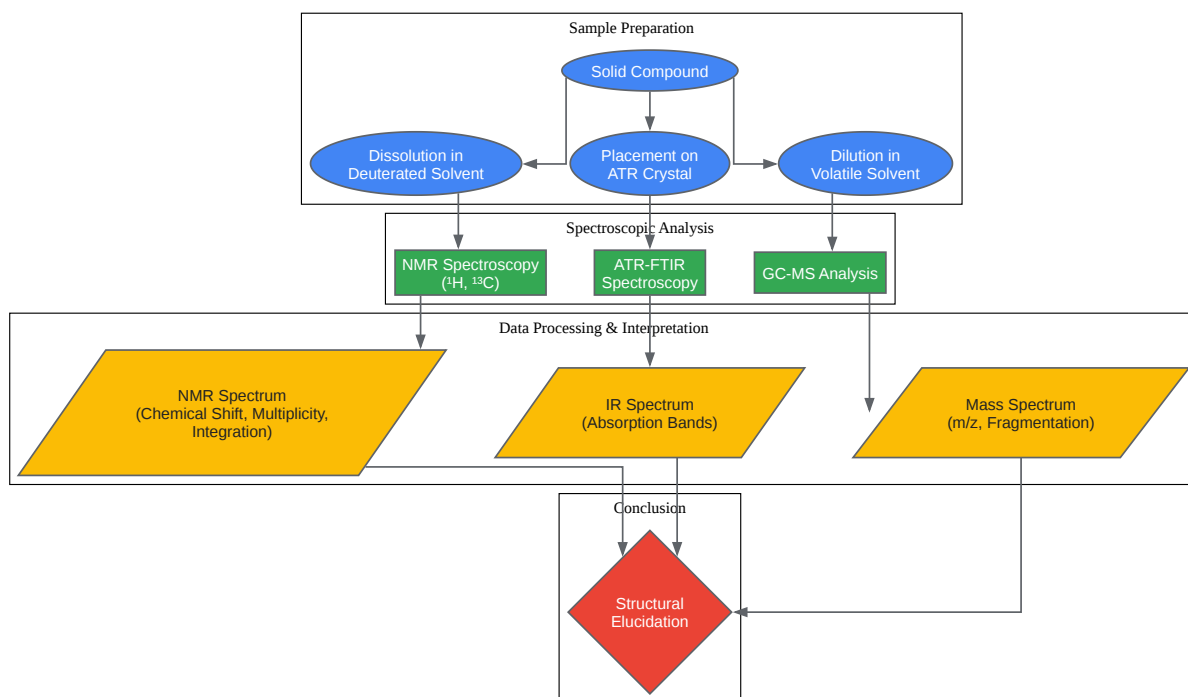 Sample Preparation
Solid Compound
Dissolution in
Deuterated Solvent
Placement on
ATR Crystal
Dilution in
Volatile Solvent
Spectroscopic Analysis
NMR Spectroscopy
(¹H, ¹³C)
ATR-FTIR
Spectroscopy
GC-MS Analysis
Data Processing & Interpretation
NMR Spectrum
(Chemical Shift, Multiplicity,
Integration)
IR Spectrum
(Absorption Bands)
Mass Spectrum
(m/z, Fragmentation)
Conclusion
Structural
Elucidation